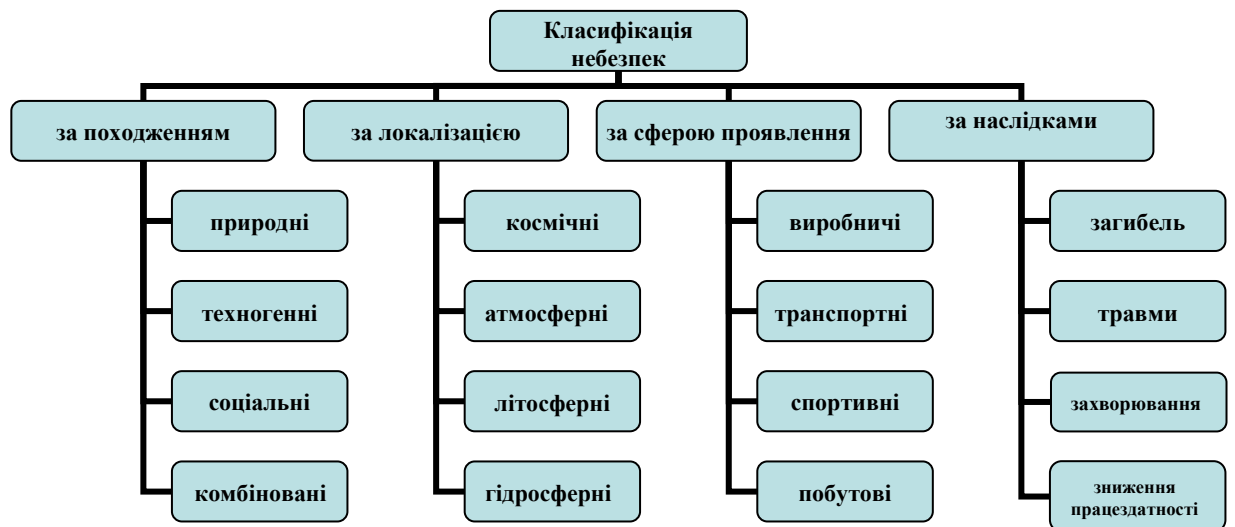 Класифікація
небезпек
за походженням
за локалізацією
за сферою проявлення
за наслідками
природні
космічні
виробничі
загибель
техногенні
атмосферні
транспортні
травми
соціальні
літосферні
спортивні
захворювання
комбіновані
гідросферні
побутові
зниження
працездатності